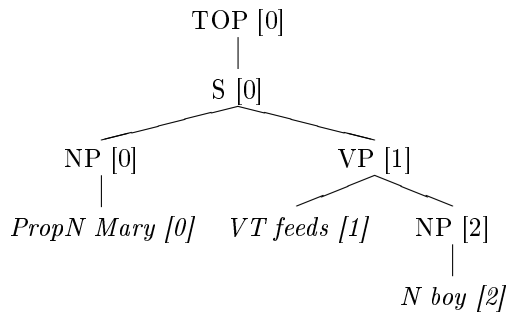 TOP [0]
S [0]
NP [0] VP [1]
PropN Mary [0] VT feeds [1] NP [2]
N boy [2]